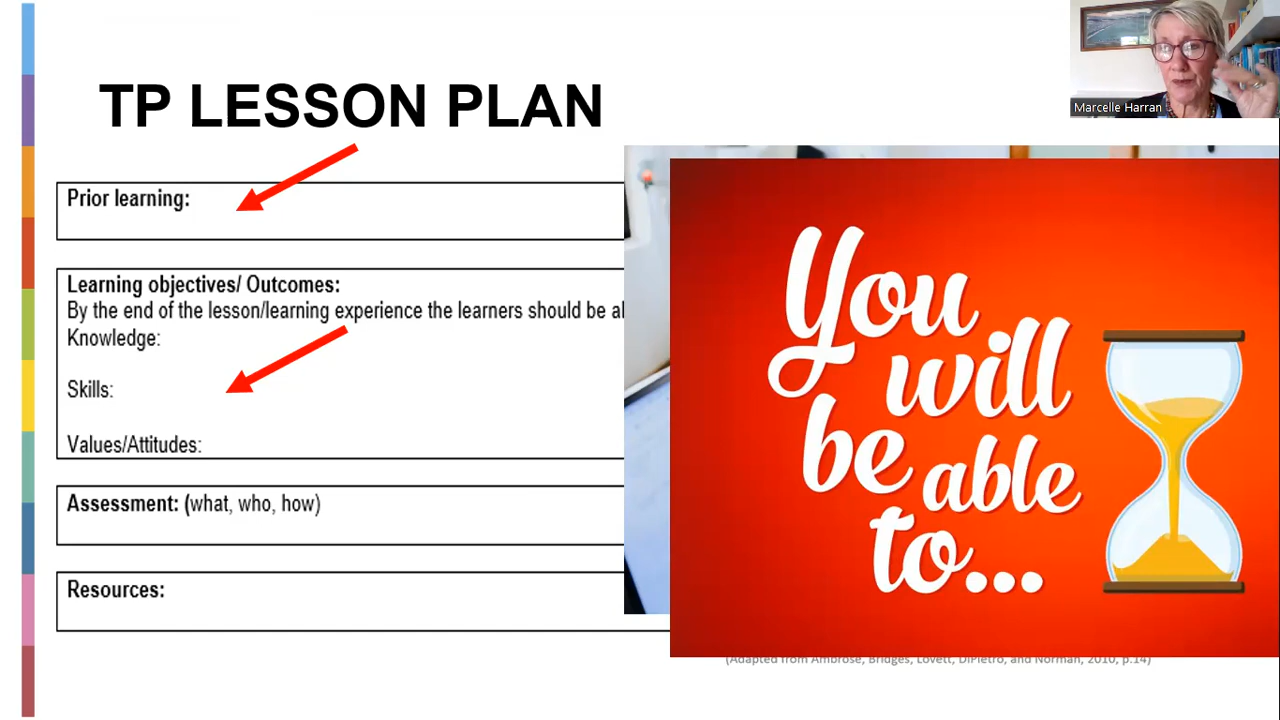 TP LESSON PLAN
Marcelle Harran
Prior learning:
Learning objectives/ Outcomes:
By the end of the lesson/learning experience the learners should be
Knowledge:
Skills:
Values/Attitudes:
Assessment: (what, who, how)
Resources:
You
will
be able
to...
(Adapted from Ambrose, Bridges, Lovett, DiPietro, and Norman, 2010, p.14)